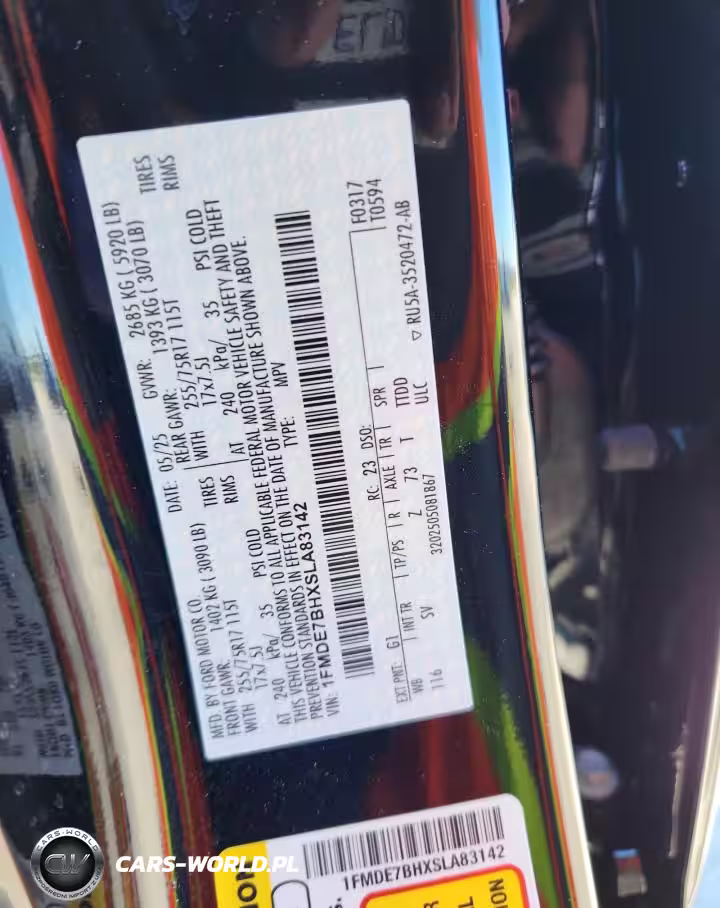 MFD. BY FORD MOTOR CO.
DATE: 05/25 GVWR: 2685 KG ( 5920 LB)
FRONT GAWR: 1402 KG ( 3090 LB) REAR GAWR: 1393 KG ( 3070 LB)
WITH 255/75R17 115T TIRES WITH 255/75R17 115T TIRES
17x7.5J RIMS 17x7.5J RIMS
AT 240 kPa/ 35 PSI COLD AT 240 kPa/ 35 PSI COLD
THIS VEHICLE CONFORMS TO ALL APPLICABLE FEDERAL MOTOR VEHICLE SAFETY AND THEFT
PREVENTION STANDARDS IN EFFECT ON THE DATE OF MANUFACTURE SHOWN ABOVE.
VIN: 1FMDE7BHXSLA83142 TYPE: MPV
F0317
T0594
EXT PNT: G1 RC: 23 DSO:
WB INT TR TP/PS R AXLE TR SPR
116 SV Z 73 T TTDD
ULC
3202505081867
▽ RU5A-3520472-AB
1FMDE7BHXSLA83142
CARS-WORLD
CW
CARS-WORLD.PL